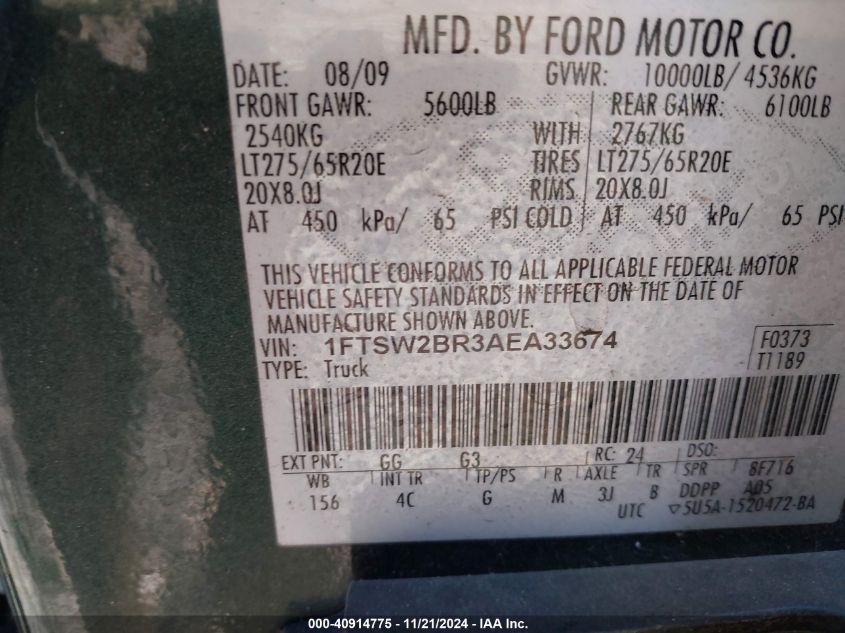 MFD. BY FORD MOTOR CO.
DATE: 08/09 GVWR: 10000LB/ 4536KG
FRONT GAWR: 5600LB REAR GAWR: 6100LB
2540KG WITH 2767KG
LT275/65R20E TIRES LT275/65R20E
20X8.0J RIMS 20X8.0J
AT 450 kPa/ 65 PSI COLD AT 450 kPa/ 65 PSI
THIS VEHICLE CONFORMS TO ALL APPLICABLE FEDERAL MOTOR
VEHICLE SAFETY STANDARDS IN EFFECT ON THE DATE OF
MANUFACTURE SHOWN ABOVE.
VIN: 1FTSW2BR3AEA33674 F0373
TYPE: Truck T1189
EXT PNT: GG G3 RC: 24 DSO:
WB INT TR TP/PS R AXLE TR SPR 8F716
156 4C G M 3J B DDPP A05
UTC ▽5U5A-1520472-BA
000-40914775 - 11/21/2024 - IAA Inc.